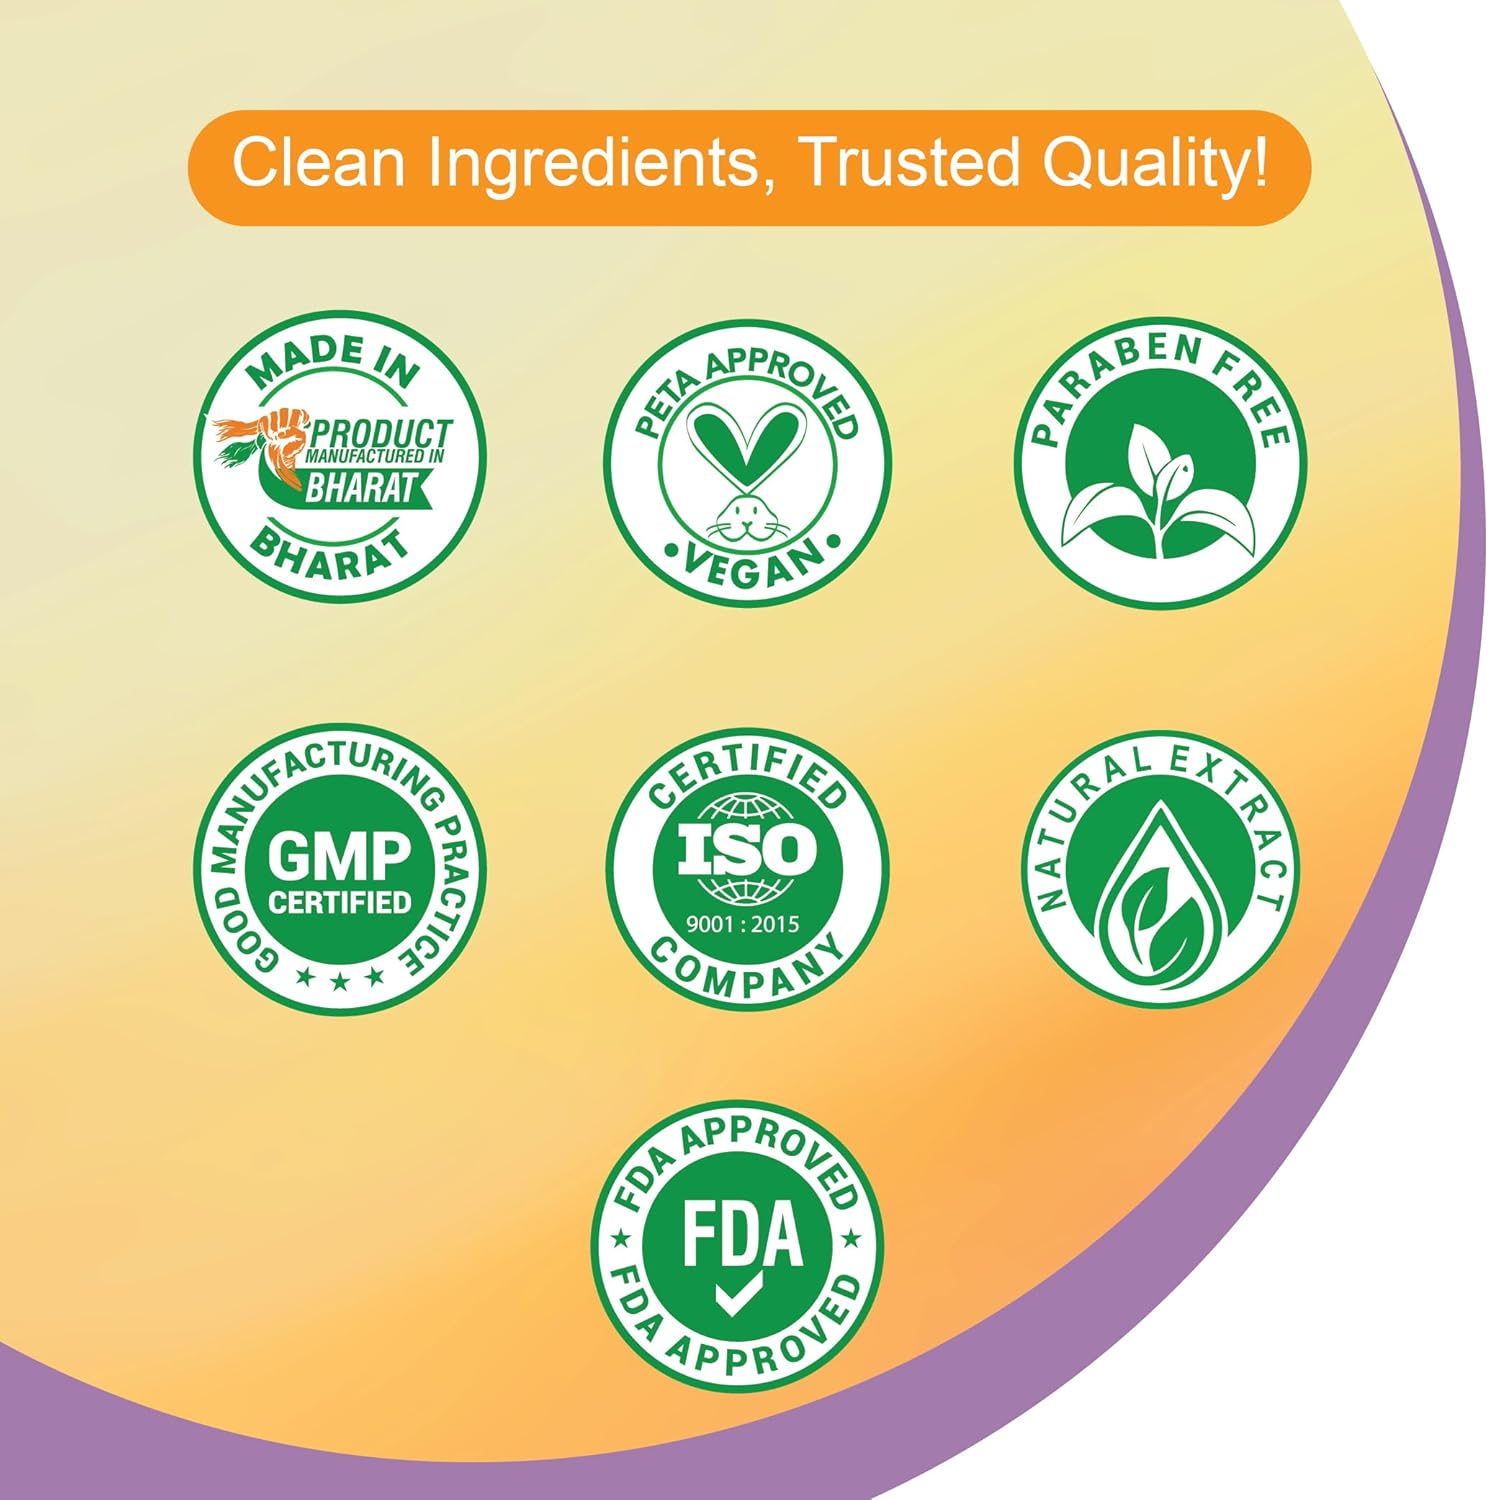 Clean Ingredients, Trusted Quality!
MADE IN
PRODUCT
MANUFACTURED IN
BHARAT
BHARAT
PETA APPROVED
• VEGAN •
PARABEN FREE
GOOD MANUFACTURING PRACTICE
GMP
CERTIFIED
CERTIFIED
ISO
9001 : 2015
COMPANY
NATURAL EXTRACT
FDA APPROVED
FDA
FDA APPROVED